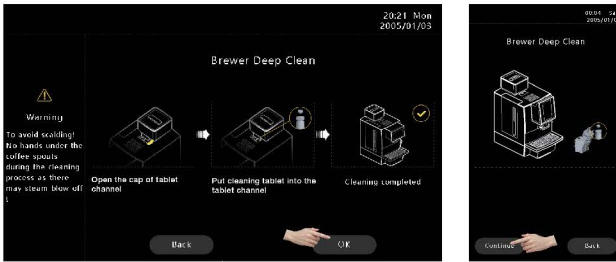 20:21 Mon
2005/01/03
Brewer Deep Clean
Warning
To avoid scalding!
No hands under the
coffee spouts
during the cleaning
process as there
may steam blow off
!
Open the cap of tablet
channel
Put cleaning tablet into the
tablet channel
Cleaning completed
Back
OK
00:04
Brewer Deep Clean
Continue
Back